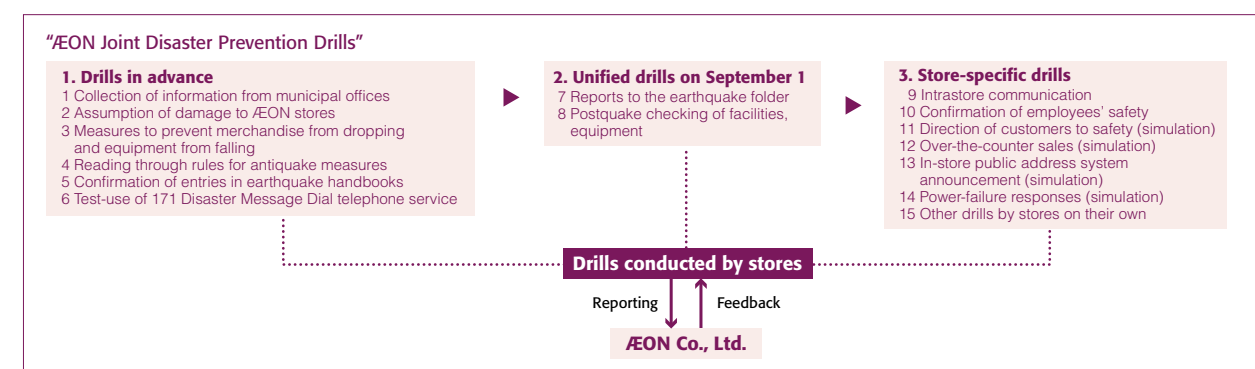 “ÆON Joint Disaster Prevention Drills”
1. Drills in advance
1 Collection of information from municipal offices
2 Assumption of damage to ÆON stores
3 Measures to prevent merchandise from dropping
and equipment from falling
4 Reading through rules for antiquake measures
5 Confirmation of entries in earthquake handbooks
6 Test-use of 171 Disaster Message Dial telephone service
2. Unified drills on September 1
7 Reports to the earthquake folder
8 Postquake checking of facilities,
equipment
3. Store-specific drills
9 Intrastore communication
10 Confirmation of employees’ safety
11 Direction of customers to safety (simulation)
12 Over-the-counter sales (simulation)
13 In-store public address system
announcement (simulation)
14 Power-failure responses (simulation)
15 Other drills by stores on their own
Drills conducted by stores
Reporting
Feedback
ÆON Co., Ltd.